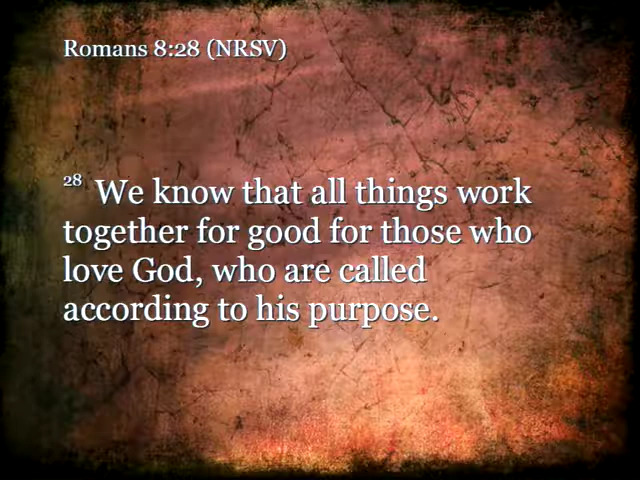 Romans 8:28 (NRSV)
28 We know that all things work
together for good for those who
love God, who are called
according to his purpose.